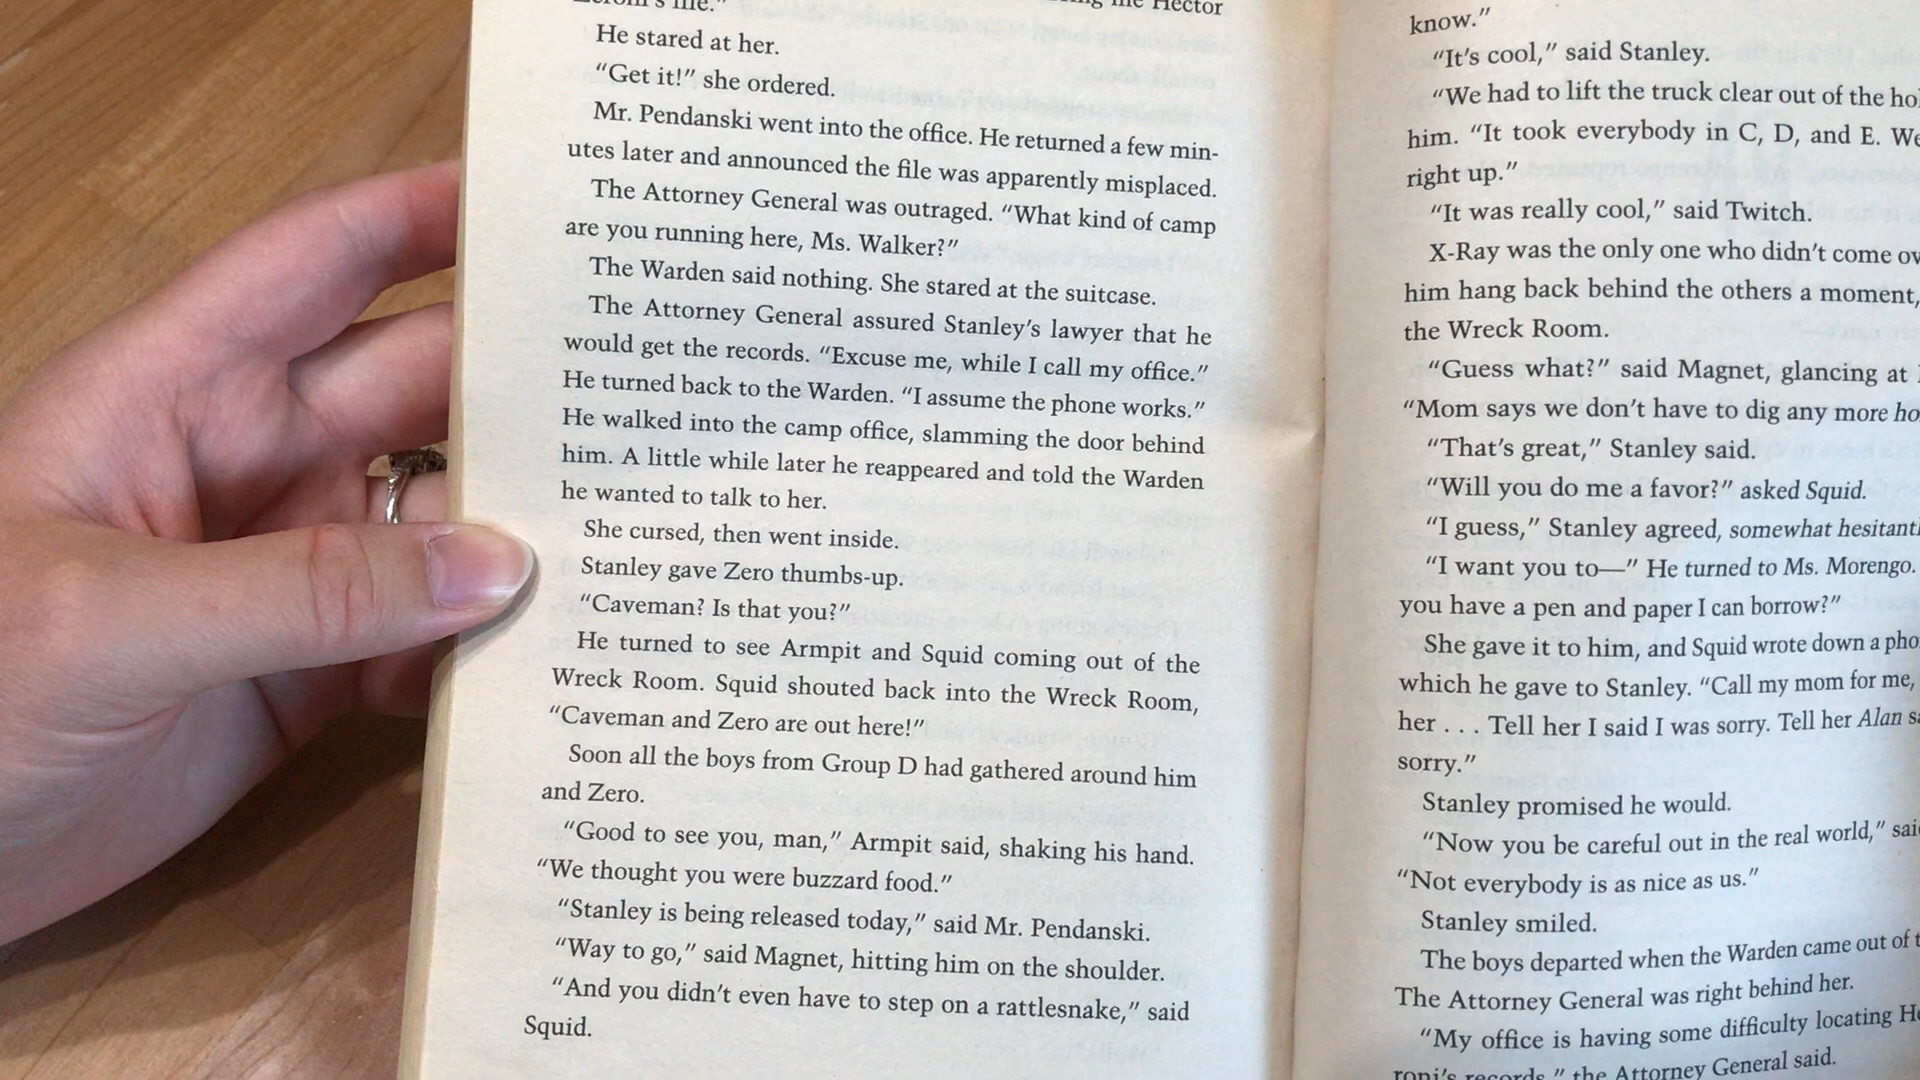 Hector
He stared at her.
“Get it!” she ordered.
Mr. Pendanski went into the office. He returned a few min-
utes later and announced the file was apparently misplaced.
The Attorney General was outraged. “What kind of camp
are you running here, Ms. Walker?”
The Warden said nothing. She stared at the suitcase.
The Attorney General assured Stanley’s lawyer that he
would get the records. “Excuse me, while I call my office.”
He turned back to the Warden. “I assume the phone works.”
He walked into the camp office, slamming the door behind
him. A little while later he reappeared and told the Warden
he wanted to talk to her.
She cursed, then went inside.
Stanley gave Zero thumbs-up.
“Caveman? Is that you?”
He turned to see Armpit and Squid coming out of the
Wreck Room. Squid shouted back into the Wreck Room,
“Caveman and Zero are out here!”
Soon all the boys from Group D had gathered around him
and Zero.
“Good to see you, man,” Armpit said, shaking his hand.
“We thought you were buzzard food.”
“Stanley is being released today,” said Mr. Pendanski.
“Way to go,” said Magnet, hitting him on the shoulder.
“And you didn’t even have to step on a rattlesnake,” said
Squid.
know.”
“It’s cool,” said Stanley.
“We had to lift the truck clear out of the
him. “It took everybody in C, D, and E.
right up.”
“It was really cool,” said Twitch.
X-Ray was the only one who didn’t come
him hang back behind the others a moment,
the Wreck Room.
“Guess what?” said Magnet, glancing at
“Mom says we don’t have to dig any more
“That’s great,” Stanley said.
“Will you do me a favor?” asked Squid.
“I guess,” Stanley agreed, somewhat
“I want you to—” He turned to Ms. Morengo.
you have a pen and paper I can borrow?”
She gave it to him, and Squid wrote down a
which he gave to Stanley. “Call my mom for me,
her . . . Tell her I said I was sorry. Tell her Alan
sorry.”
Stanley promised he would.
“Now you be careful out in the real world,”
“Not everybody is as nice as us.”
Stanley smiled.
The boys departed when the Warden came out of
The Attorney General was right behind her.
“My office is having some difficulty locating
roni’s records,” the Attorney General said.